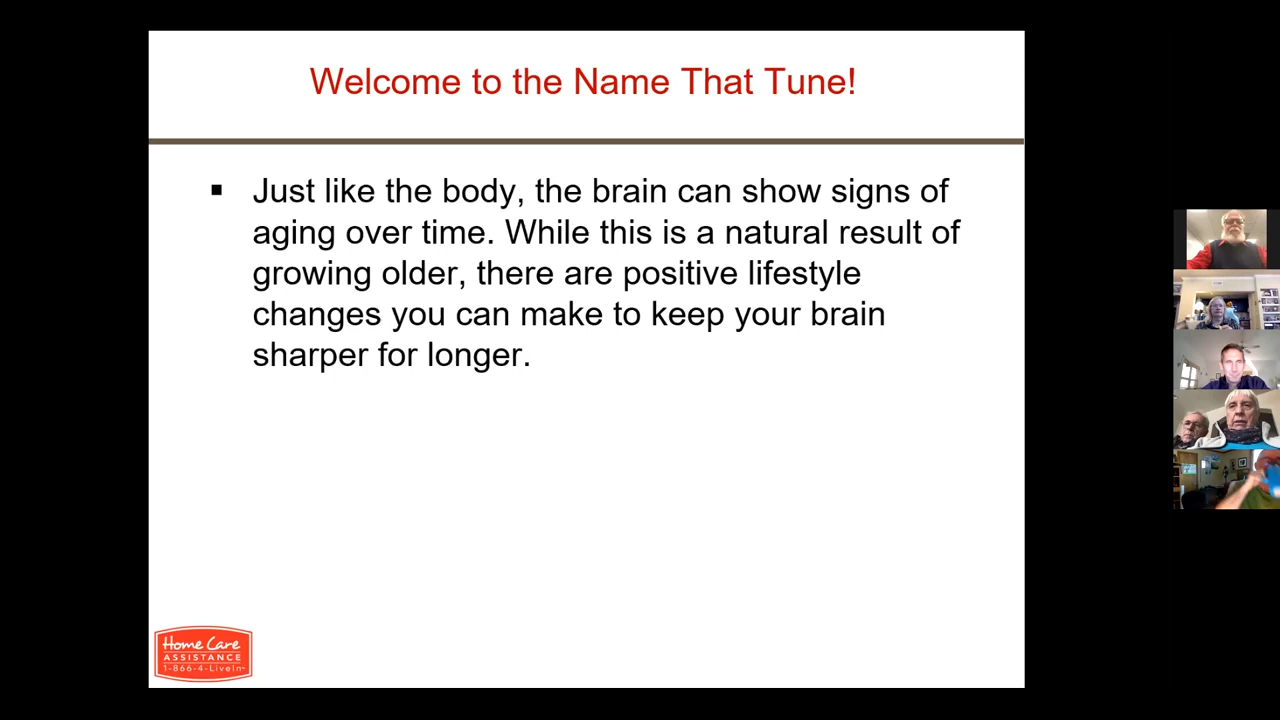 Welcome to the Name That Tune!
▪ Just like the body, the brain can show signs of
aging over time. While this is a natural result of
growing older, there are positive lifestyle
changes you can make to keep your brain
sharper for longer.
Home Care
ASSISTANCE
1-866-4-LiveIn